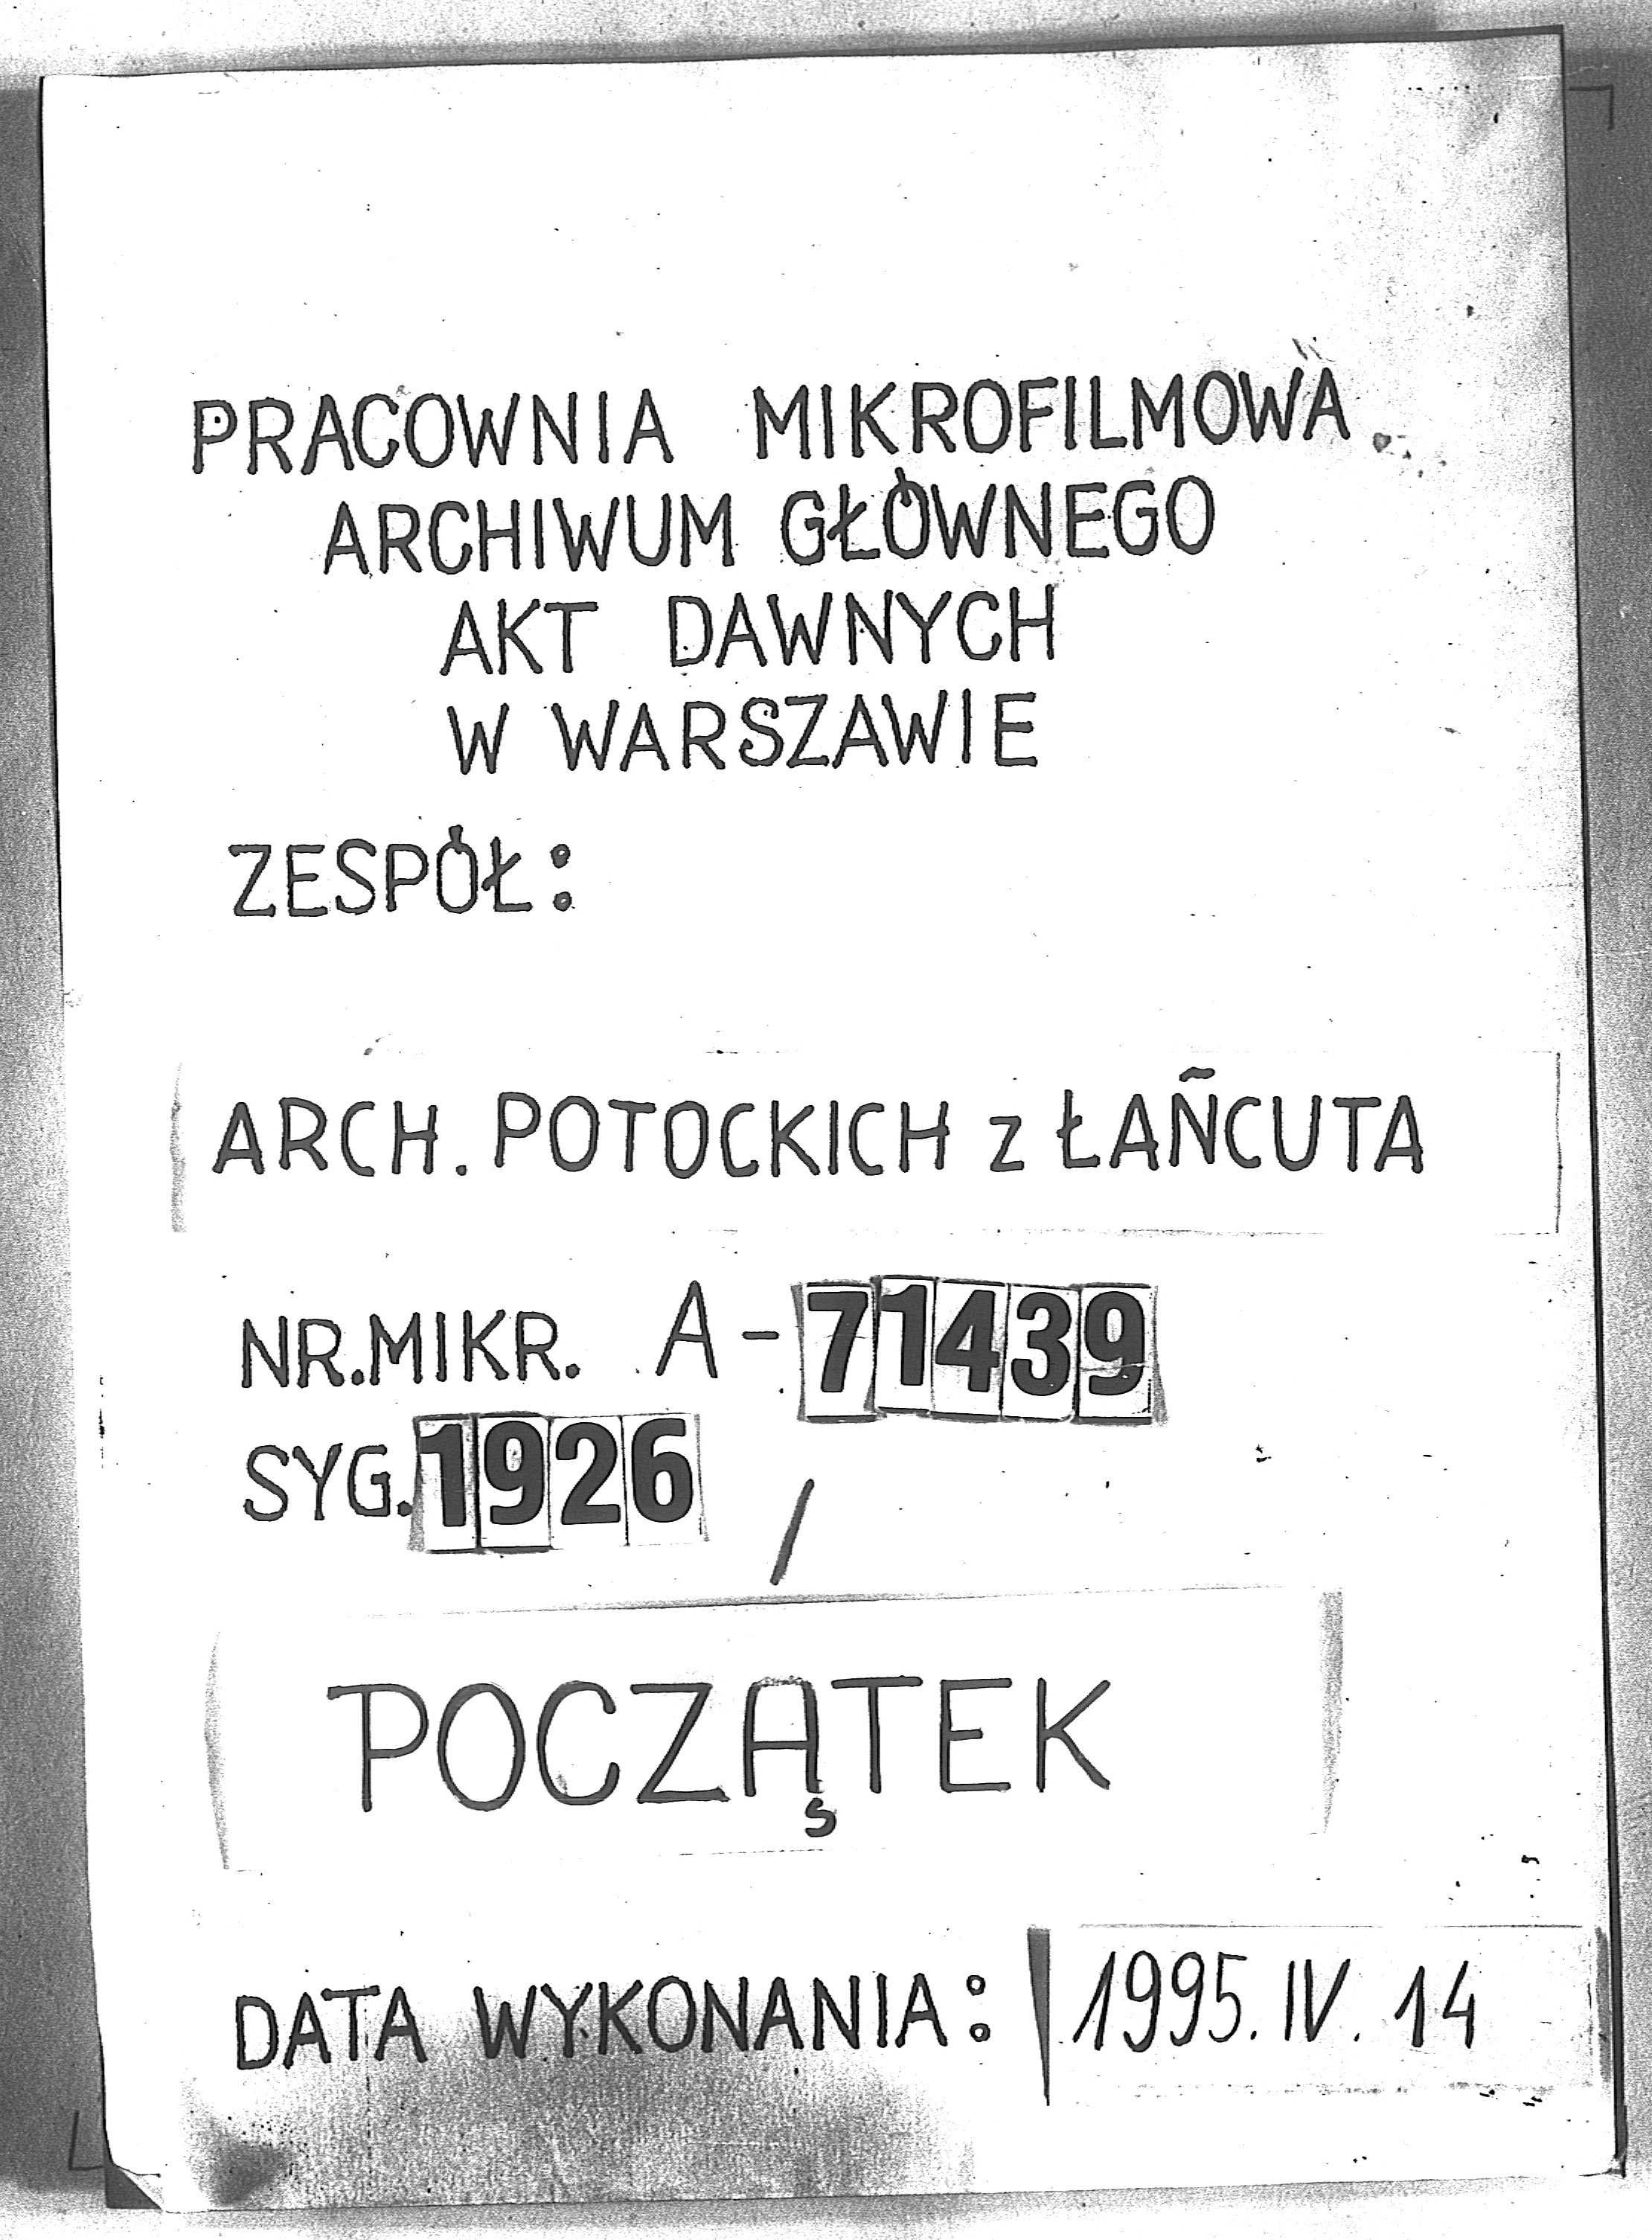 PRACOWNIA MIKROFILMOWA
ARCHIWUM GŁÓWNEGO
AKT DAWNYCH
W WARSZAWIE
ZESPÓŁ:
ARCH. POTOCKICH z ŁAŃCUTA
NR.MIKR. A-71439
SYG. 1926 /
POCZĄTEK
DATA WYKONANIA: 1995. IV. 14